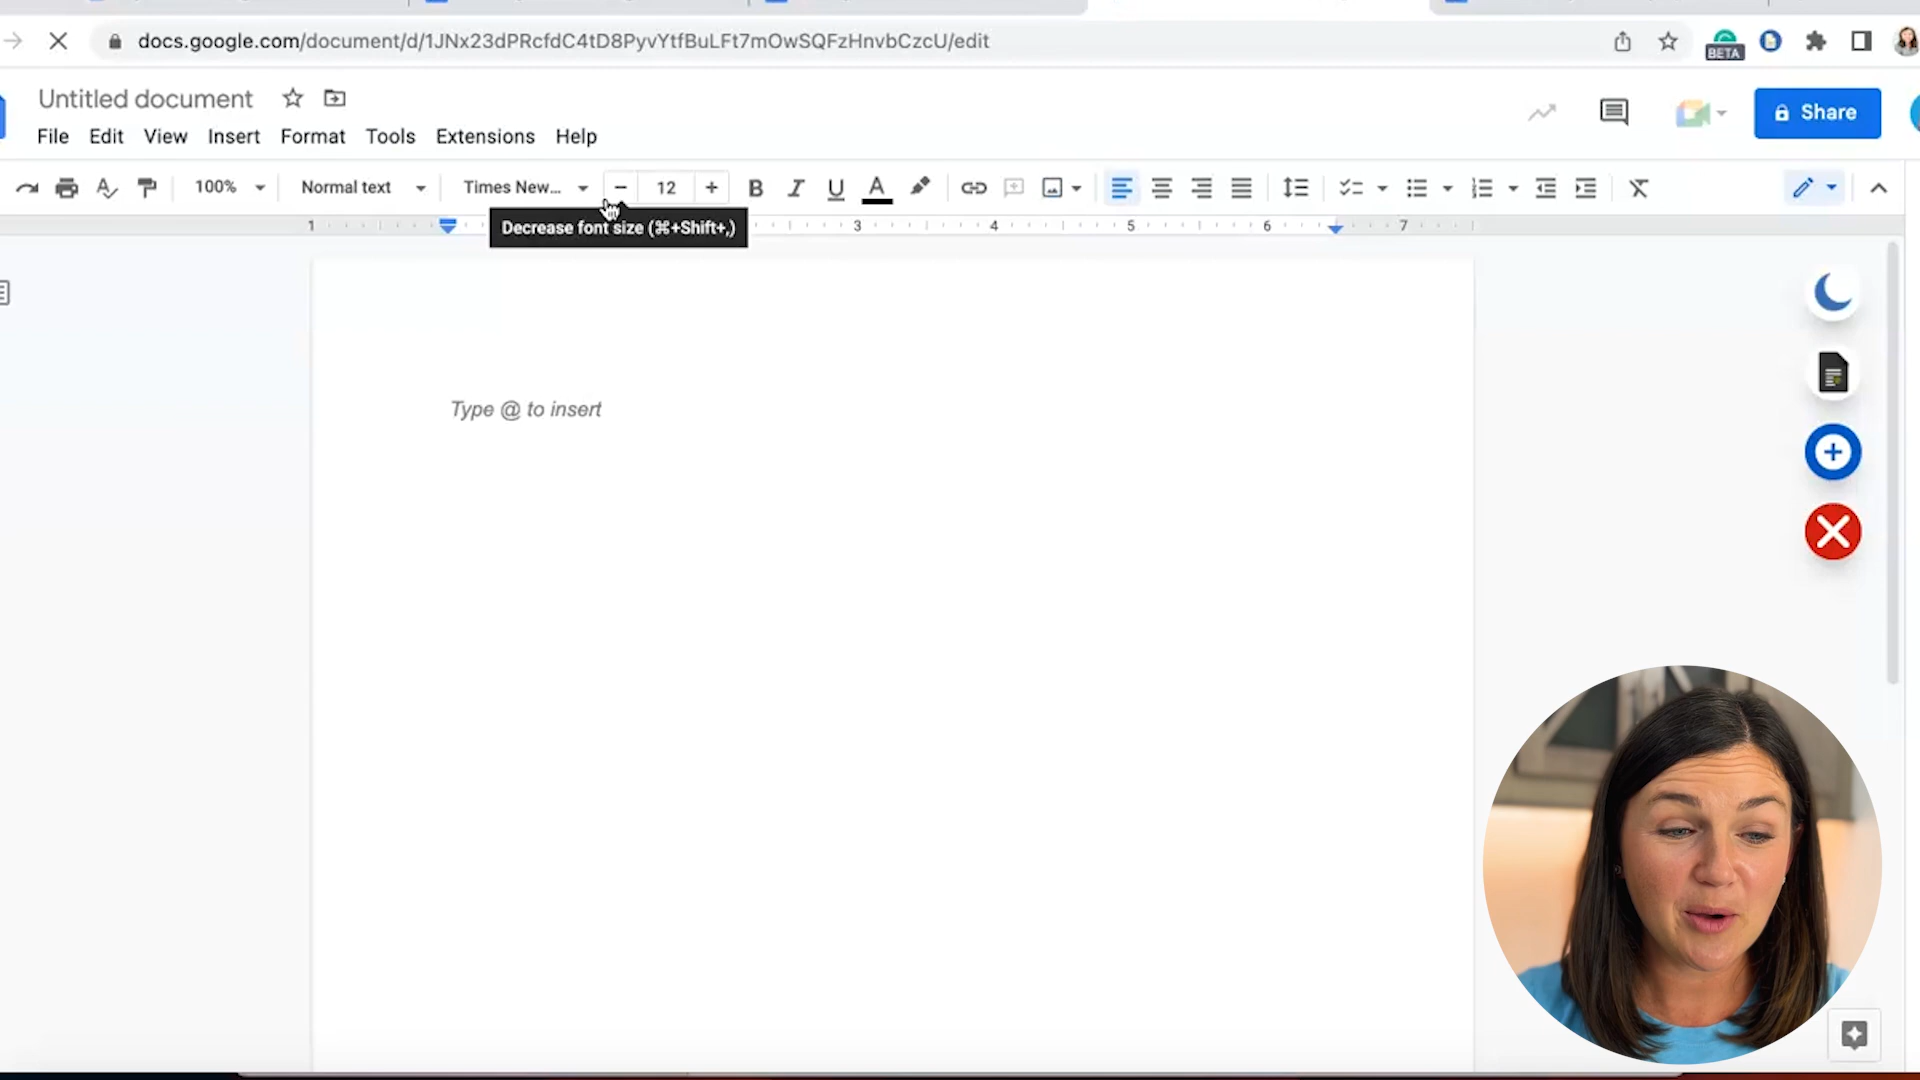 docs.google.com/document/d/1JNx23dPRcfdC4tD8PyvYtfBuLFt7mOwSQFzHnvbCzcU/edit
BETA
Untitled document
Share
File Edit View Insert Format Tools Extensions Help
100% Normal text Times New... − 12 + B I U A
Decrease font size (⌘+Shift+,)
1 3 4 5 6 7
Type @ to insert